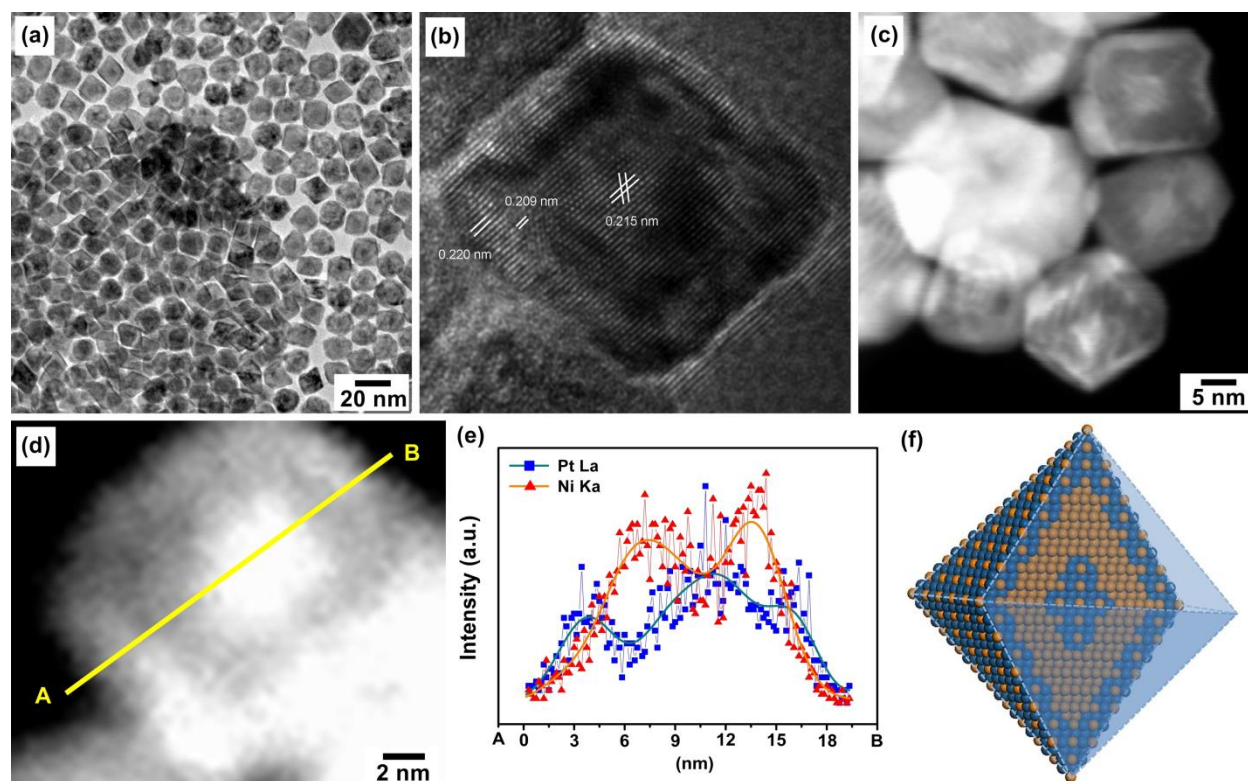 (a)
20 nm
(b)
0.209 nm
0.215 nm
0.220 nm
(c)
5 nm
(d)
A
B
2 nm
(e)
Pt La
Ni Ka
Intensity (a.u.)
A 0 3 6 9 12 15 18 B
(nm)
(f)